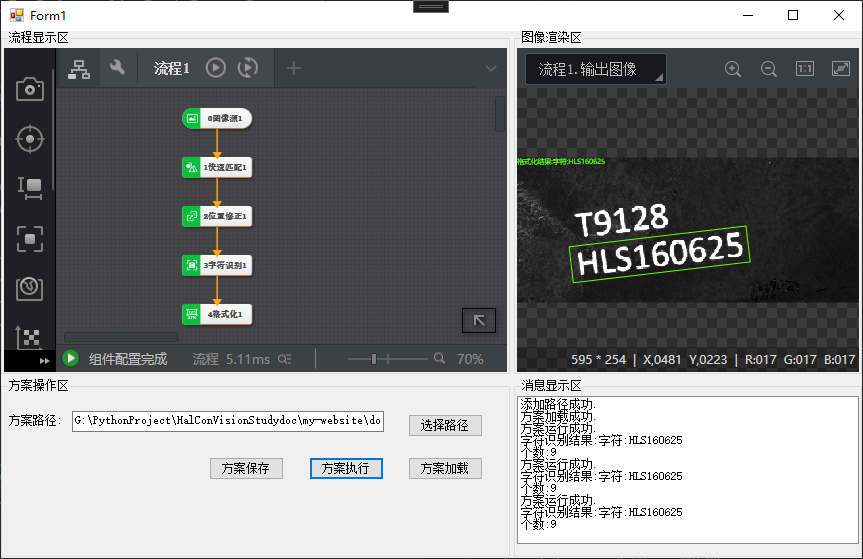 Form1
流程显示区
流程1
0图像源1
1快速匹配1
2位置修正1
3字符识别1
4格式化1
组件配置完成
流程 5.11ms
70%
图像渲染区
流程1.输出图像
1:1
格式化结果:字符:HLS160625
T9128
HLS160625
595 * 254 | X,0481 Y,0223 | R:017 G:017 B:017
方案操作区
方案路径:
G:\PythonProject\HalConVisionStudydoc\my-website\do
选择路径
方案保存
方案执行
方案加载
消息显示区
添加路径成功.
方案加载成功.
方案运行成功.
字符识别结果:字符:HLS160625
个数:9
方案运行成功.
字符识别结果:字符:HLS160625
个数:9
方案运行成功.
字符识别结果:字符:HLS160625
个数:9